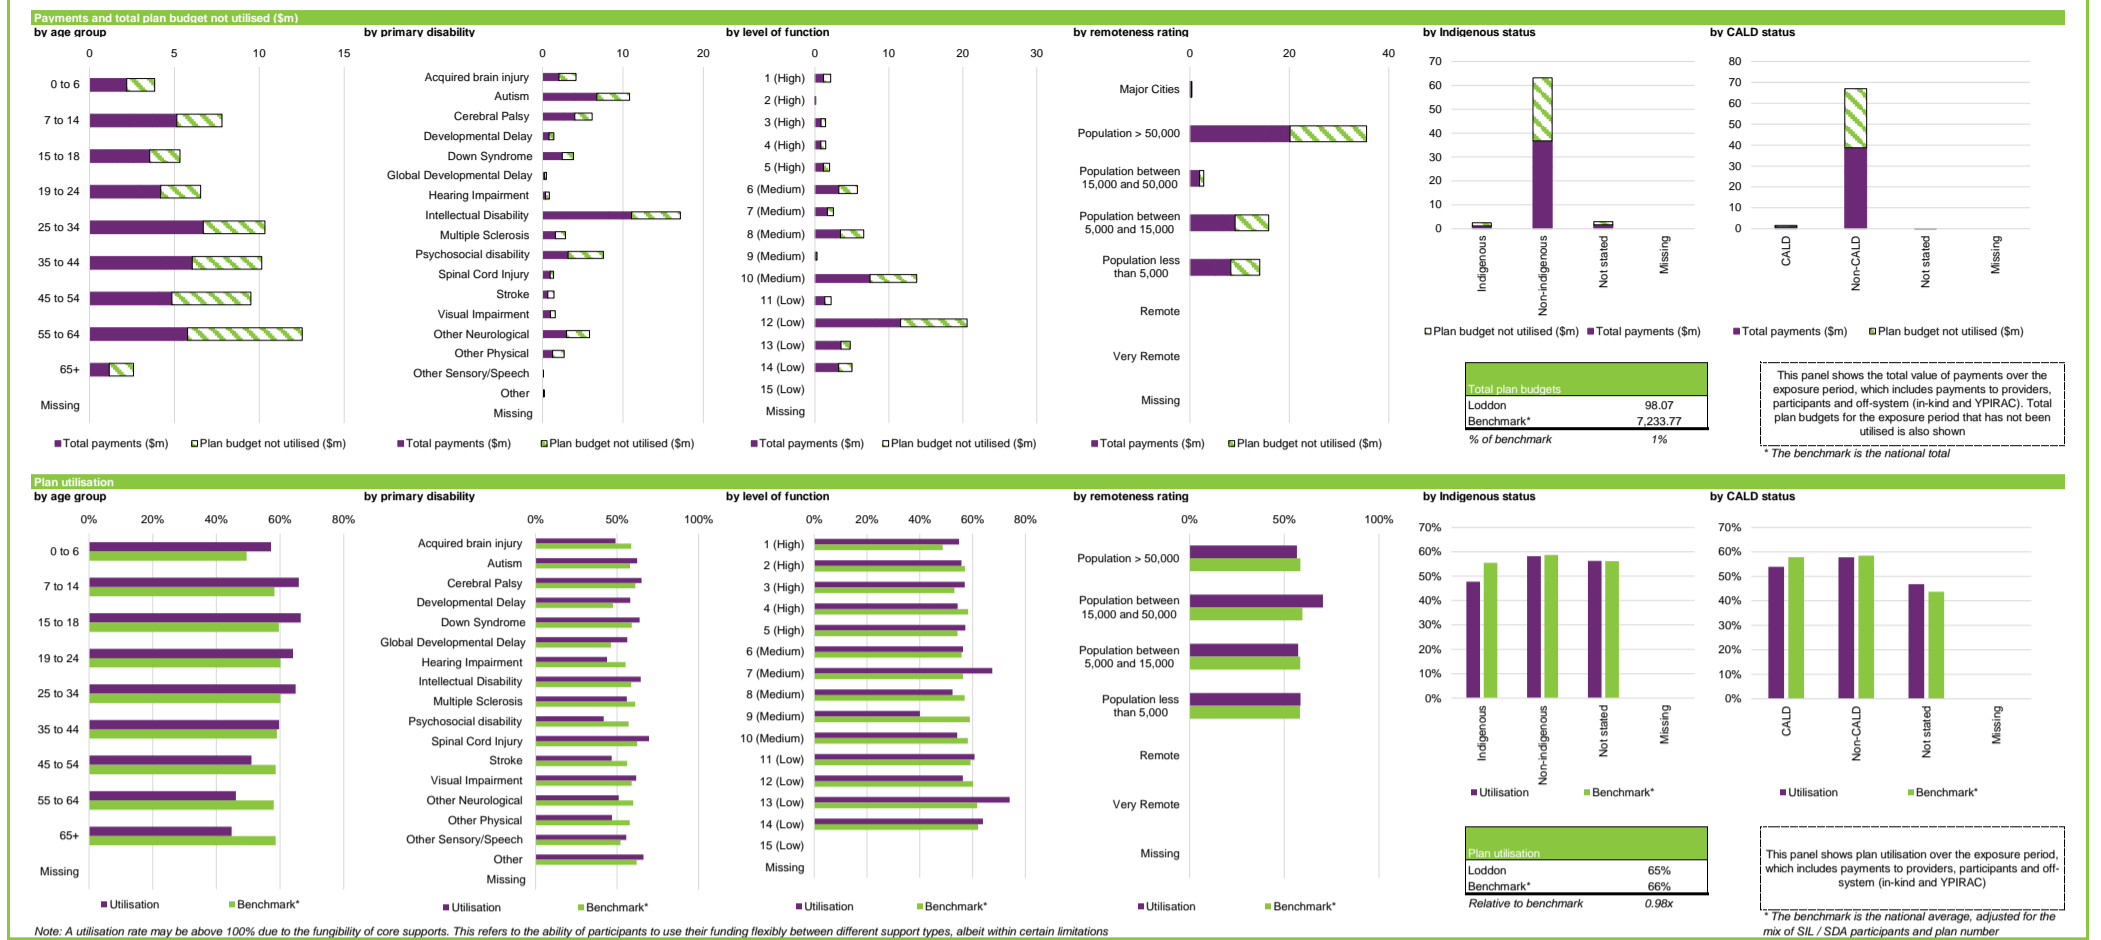 Payments and total plan budget not utilised ($m)
by age group
0 5 10 15
0 to 6
7 to 14
15 to 18
19 to 24
25 to 34
35 to 44
45 to 54
55 to 64
65+
Missing
Total payments ($m) Plan budget not utilised ($m)
by primary disability
0 10 20
Acquired brain injury
Autism
Cerebral Palsy
Developmental Delay
Down Syndrome
Global Developmental Delay
Hearing Impairment
Intellectual Disability
Multiple Sclerosis
Psychosocial disability
Spinal Cord Injury
Stroke
Visual Impairment
Other Neurological
Other Physical
Other Sensory/Speech
Other
Missing
Total payments ($m) Plan budget not utilised ($m)
by level of function
0 10 20 30
1 (High)
2 (High)
3 (High)
4 (High)
5 (High)
6 (Medium)
7 (Medium)
8 (Medium)
9 (Medium)
10 (Medium)
11 (Low)
12 (Low)
13 (Low)
14 (Low)
15 (Low)
Missing
Total payments ($m) Plan budget not utilised ($m)
by remoteness rating
0 20 40
Major Cities
Population > 50,000
Population between
15,000 and 50,000
Population between
5,000 and 15,000
Population less
than 5,000
Remote
Very Remote
Missing
Total payments ($m) Plan budget not utilised ($m)
by Indigenous status
70
60
50
40
30
20
10
0
Indigenous
Non-indigenous
Not stated
Missing
Plan budget not utilised ($m) Total payments ($m)
by CALD status
80
70
60
50
40
30
20
10
0
CALD
Non-CALD
Not stated
Missing
Total payments ($m) Plan budget not utilised ($m)
Total plan budgets
Loddon 98.07
Benchmark* 7,233.77
% of benchmark 1%
This panel shows the total value of payments over the
exposure period, which includes payments to providers,
participants and off-system (in-kind and YPIRAC). Total
plan budgets for the exposure period that has not been
utilised is also shown
* The benchmark is the national total
Plan utilisation
by age group
0% 20% 40% 60% 80%
0 to 6
7 to 14
15 to 18
19 to 24
25 to 34
35 to 44
45 to 54
55 to 64
65+
Missing
Utilisation Benchmark*
by primary disability
0% 50% 100%
Acquired brain injury
Autism
Cerebral Palsy
Developmental Delay
Down Syndrome
Global Developmental Delay
Hearing Impairment
Intellectual Disability
Multiple Sclerosis
Psychosocial disability
Spinal Cord Injury
Stroke
Visual Impairment
Other Neurological
Other Physical
Other Sensory/Speech
Other
Missing
Utilisation Benchmark*
by level of function
0% 20% 40% 60% 80%
1 (High)
2 (High)
3 (High)
4 (High)
5 (High)
6 (Medium)
7 (Medium)
8 (Medium)
9 (Medium)
10 (Medium)
11 (Low)
12 (Low)
13 (Low)
14 (Low)
15 (Low)
Missing
Utilisation Benchmark*
by remoteness rating
0% 50% 100%
Population > 50,000
Population between
15,000 and 50,000
Population between
5,000 and 15,000
Population less
than 5,000
Remote
Very Remote
Missing
Utilisation Benchmark*
by Indigenous status
70%
60%
50%
40%
30%
20%
10%
0%
Indigenous
Non-indigenous
Not stated
Missing
Utilisation Benchmark*
by CALD status
70%
60%
50%
40%
30%
20%
10%
0%
CALD
Non-CALD
Not stated
Missing
Utilisation Benchmark*
Plan utilisation
Loddon 65%
Benchmark* 66%
Relative to benchmark 0.98x
This panel shows plan utilisation over the exposure period,
which includes payments to providers, participants and off-
system (in-kind and YPIRAC)
* The benchmark is the national average, adjusted for the
mix of SIL / SDA participants and plan number
Note: A utilisation rate may be above 100% due to the fungibility of core supports. This refers to the ability of participants to use their funding flexibly between different support types, albeit within certain limitations